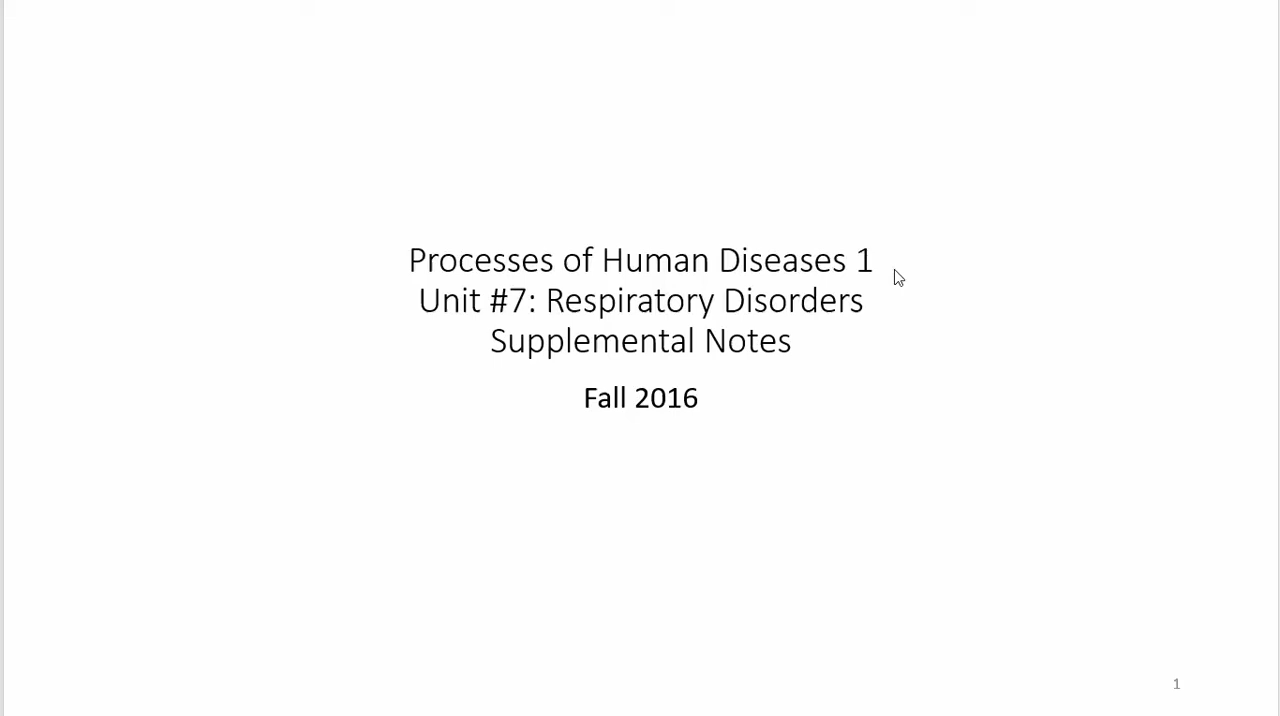 Processes of Human Diseases 1
Unit #7: Respiratory Disorders
Supplemental Notes
Fall 2016
1